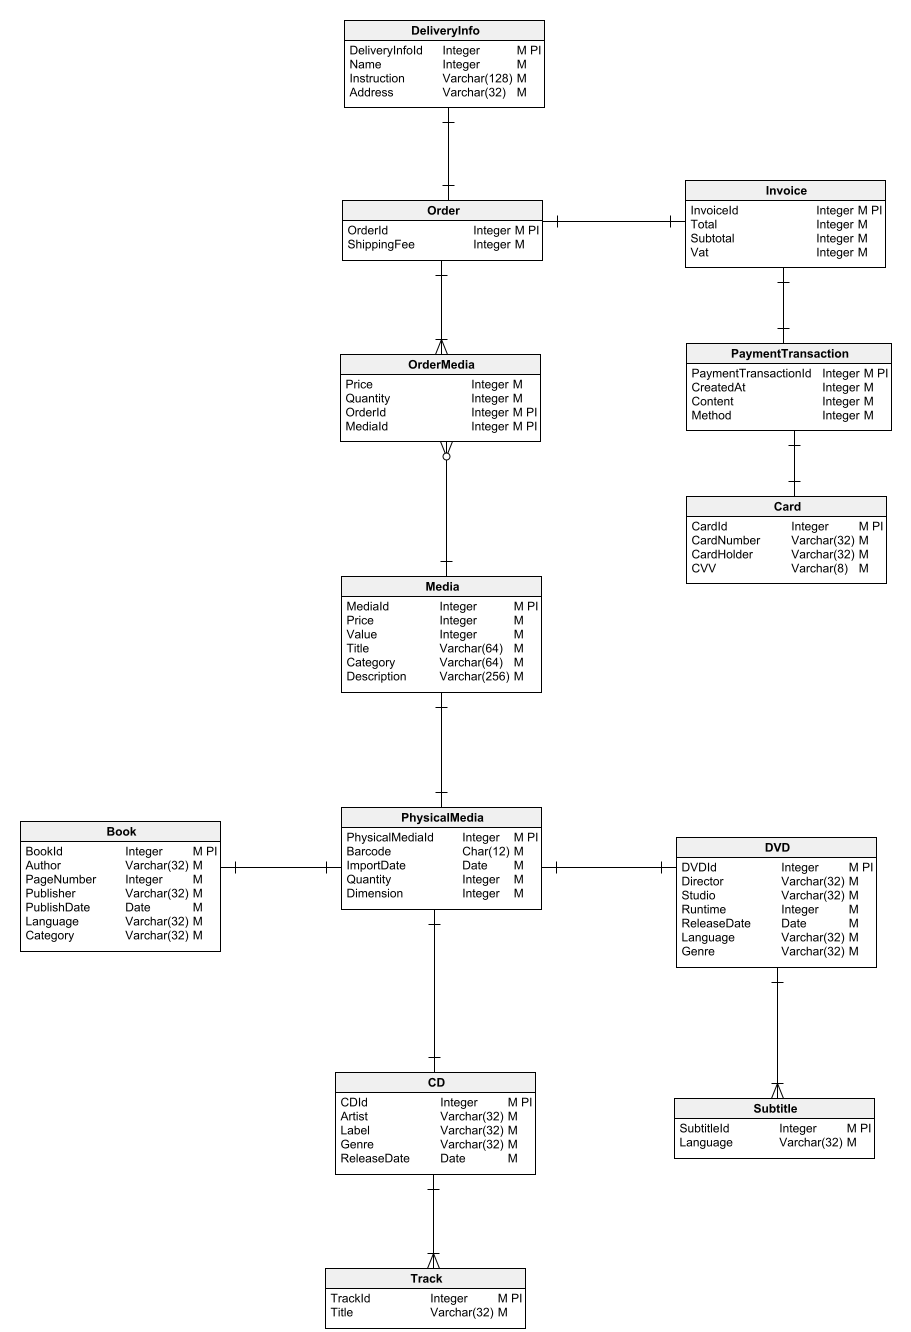 DeliveryInfo
DeliveryInfoId Integer M PI
Name Integer M
Instruction Varchar(128) M
Address Varchar(32) M
Order
OrderId Integer M PI
ShippingFee Integer M
Invoice
InvoiceId Integer M PI
Total Integer M
Subtotal Integer M
Vat Integer M
OrderMedia
Price Integer M
Quantity Integer M
OrderId Integer M PI
MediaId Integer M PI
PaymentTransaction
PaymentTransactionId Integer M PI
CreatedAt Integer M
Content Integer M
Method Integer M
Card
CardId Integer M PI
CardNumber Varchar(32) M
CardHolder Varchar(32) M
CVV Varchar(8) M
Media
MediaId Integer M PI
Price Integer M
Value Integer M
Title Varchar(64) M
Category Varchar(64) M
Description Varchar(256) M
PhysicalMedia
PhysicalMediaId Integer M PI
Barcode Char(12) M
ImportDate Date M
Quantity Integer M
Dimension Integer M
Book
BookId Integer M PI
Author Varchar(32) M
PageNumber Integer M
Publisher Varchar(32) M
PublishDate Date M
Language Varchar(32) M
Category Varchar(32) M
DVD
DVDId Integer M PI
Director Varchar(32) M
Studio Varchar(32) M
Runtime Integer M
ReleaseDate Date M
Language Varchar(32) M
Genre Varchar(32) M
CD
CDId Integer M PI
Artist Varchar(32) M
Label Varchar(32) M
Genre Varchar(32) M
ReleaseDate Date M
Subtitle
SubtitleId Integer M PI
Language Varchar(32) M
Track
TrackId Integer M PI
Title Varchar(32) M